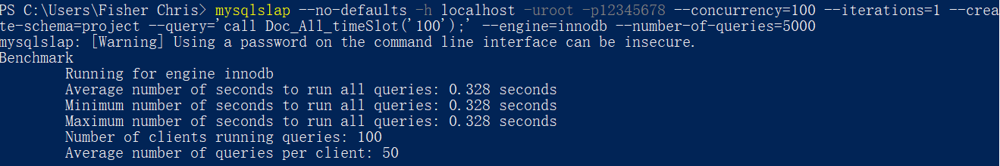 PS C:\Users\Fisher Chris> mysqlslap --no-defaults -h localhost -uroot -p12345678 --concurrency=100 --iterations=1 --crea
te-schema=project --query='call Doc_All_timeSlot('100');' --engine=innodb --number-of-queries=5000
mysqlslap: [Warning] Using a password on the command line interface can be insecure.
Benchmark
        Running for engine innodb
        Average number of seconds to run all queries: 0.328 seconds
        Minimum number of seconds to run all queries: 0.328 seconds
        Maximum number of seconds to run all queries: 0.328 seconds
        Number of clients running queries: 100
        Average number of queries per client: 50